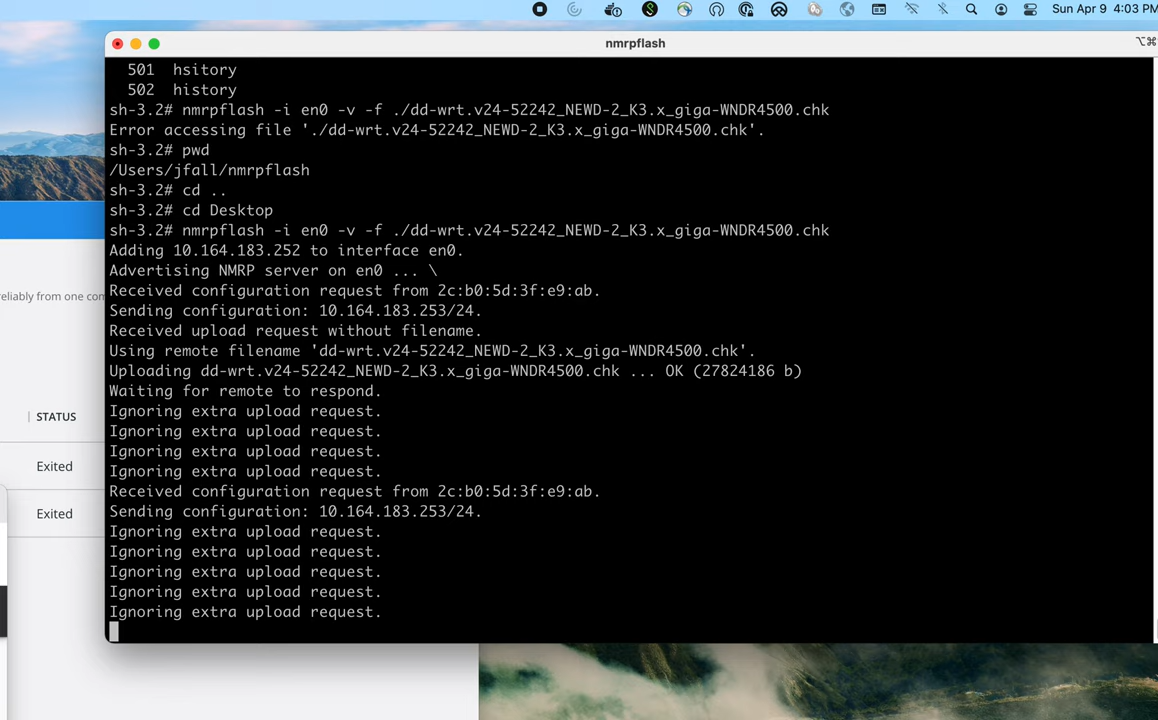 Sun Apr 9 4:03 PM
nmrpflash
⌥⌘
501 hsitory
502 history
sh-3.2# nmrpflash -i en0 -v -f ./dd-wrt.v24-52242_NEWD-2_K3.x_giga-WNDR4500.chk
Error accessing file './dd-wrt.v24-52242_NEWD-2_K3.x_giga-WNDR4500.chk'.
sh-3.2# pwd
/Users/jfall/nmrpflash
sh-3.2# cd ..
sh-3.2# cd Desktop
sh-3.2# nmrpflash -i en0 -v -f ./dd-wrt.v24-52242_NEWD-2_K3.x_giga-WNDR4500.chk
Adding 10.164.183.252 to interface en0.
Advertising NMRP server on en0 ... \
Received configuration request from 2c:b0:5d:3f:e9:ab.
Sending configuration: 10.164.183.253/24.
Received upload request without filename.
Using remote filename 'dd-wrt.v24-52242_NEWD-2_K3.x_giga-WNDR4500.chk'.
Uploading dd-wrt.v24-52242_NEWD-2_K3.x_giga-WNDR4500.chk ... OK (27824186 b)
Waiting for remote to respond.
Ignoring extra upload request.
Ignoring extra upload request.
Ignoring extra upload request.
Ignoring extra upload request.
Received configuration request from 2c:b0:5d:3f:e9:ab.
Sending configuration: 10.164.183.253/24.
Ignoring extra upload request.
Ignoring extra upload request.
Ignoring extra upload request.
Ignoring extra upload request.
Ignoring extra upload request.
eliably from one con
STATUS
Exited
Exited